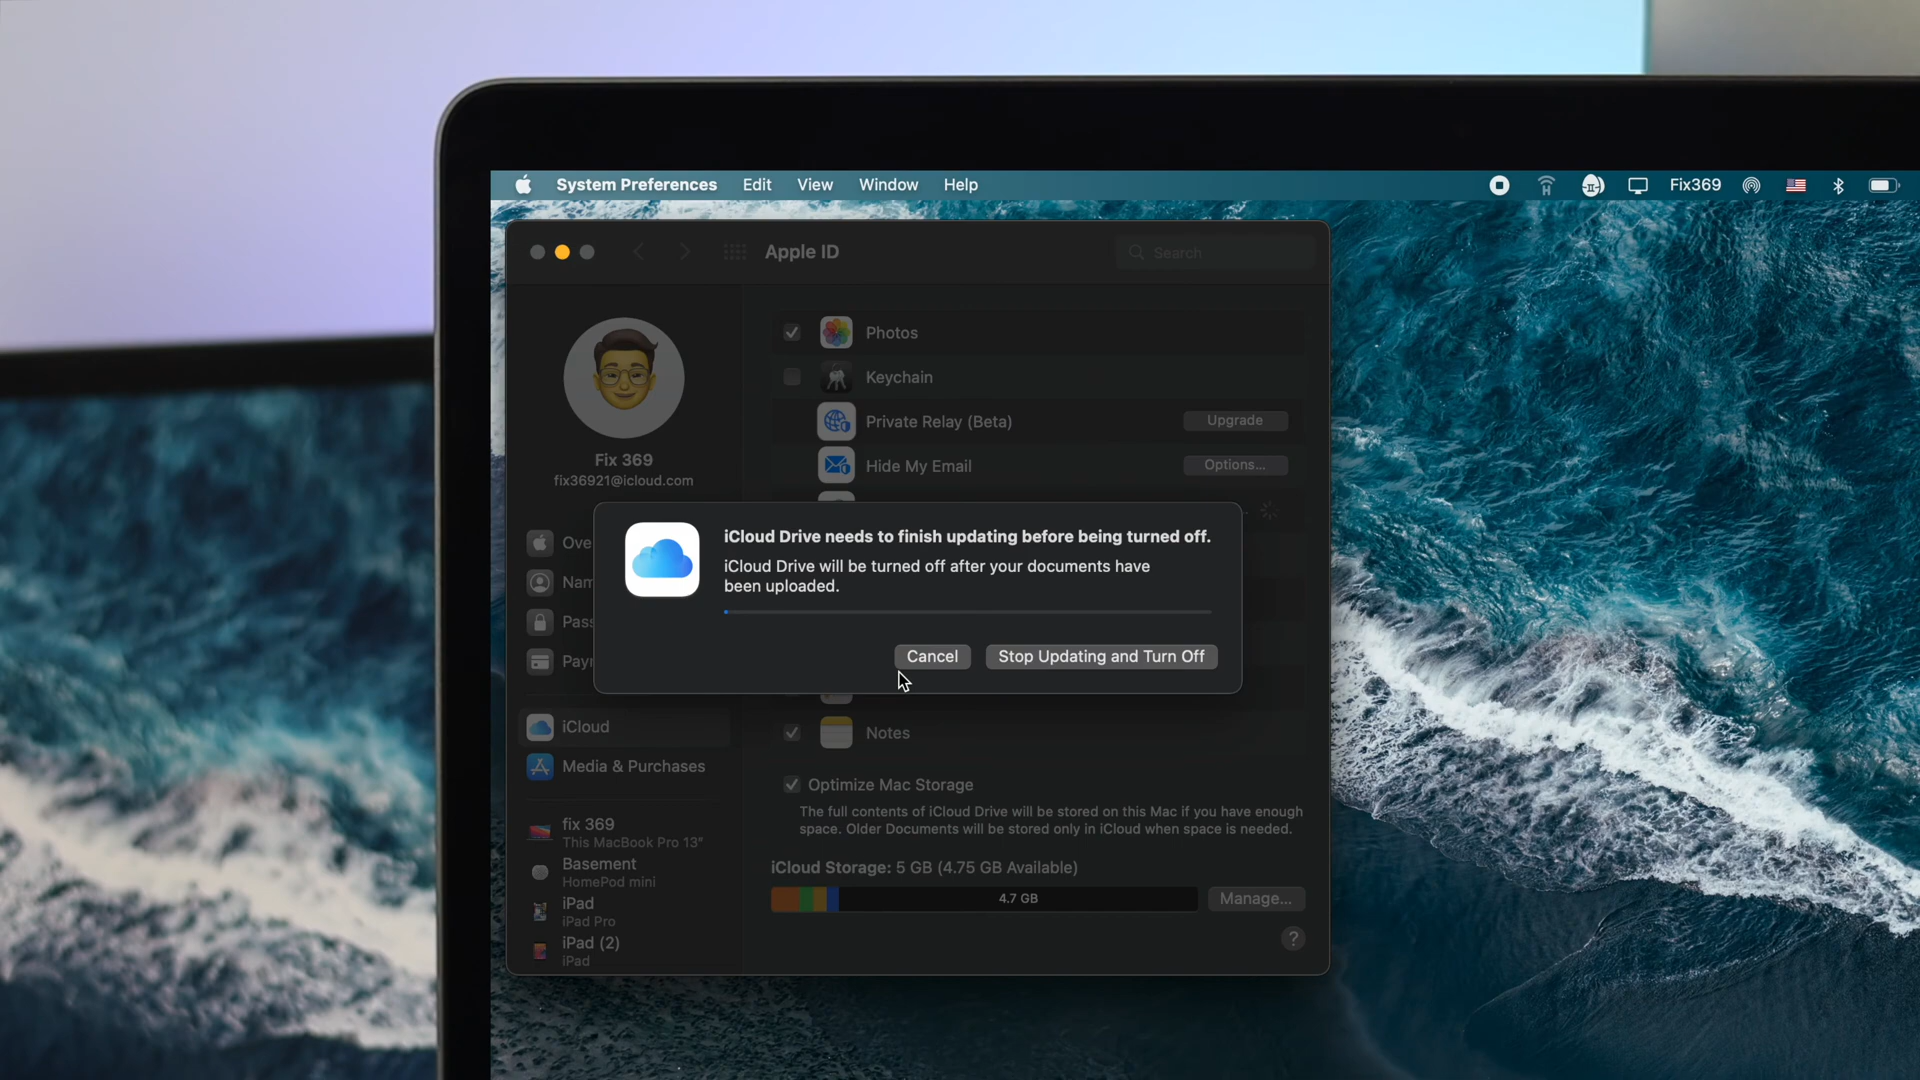 System Preferences Edit View Window Help
Fix369
Apple ID
Search
Fix 369
fix36921@icloud.com
Ove
Nam
Pass
Payr
iCloud
Media & Purchases
fix 369
This MacBook Pro 13"
Basement
HomePod mini
iPad
iPad Pro
iPad (2)
iPad
Photos
Keychain
Private Relay (Beta)
Upgrade
Hide My Email
Options...
iCloud Drive needs to finish updating before being turned off.
iCloud Drive will be turned off after your documents have
been uploaded.
Cancel
Stop Updating and Turn Off
Notes
Optimize Mac Storage
The full contents of iCloud Drive will be stored on this Mac if you have enough
space. Older Documents will be stored only in iCloud when space is needed.
iCloud Storage: 5 GB (4.75 GB Available)
4.7 GB
Manage...
?